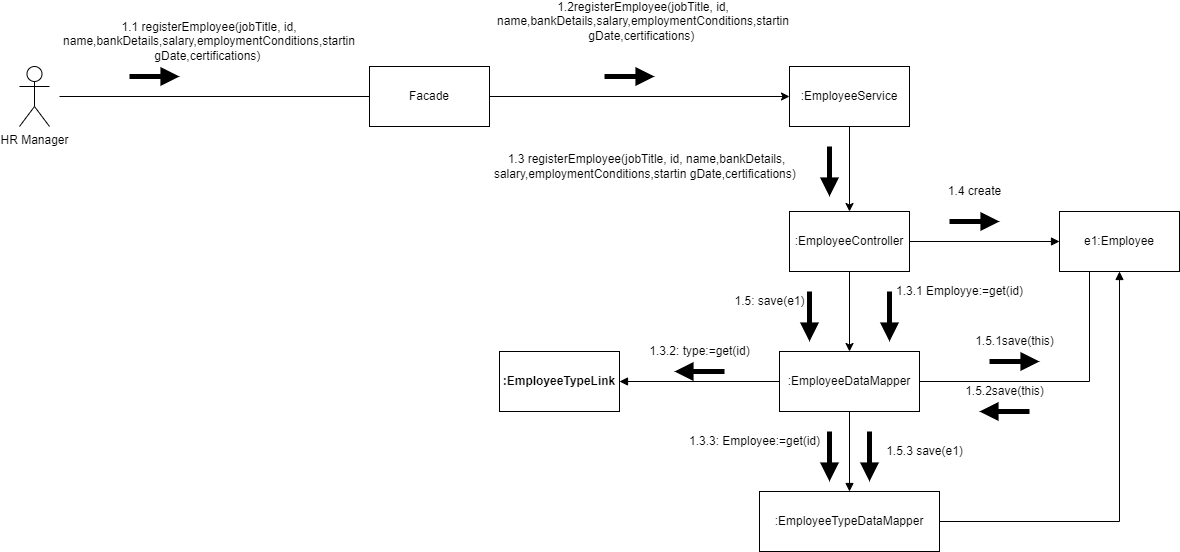 1.1 registerEmployee(jobTitle, id,
name,bankDetails,salary,employmentConditions,startin
gDate,certifications)
1.2registerEmployee(jobTitle, id,
name,bankDetails,salary,employmentConditions,startin
gDate,certifications)
HR Manager
Facade
:EmployeeService
1.3 registerEmployee(jobTitle, id, name,bankDetails,
salary,employmentConditions,startin gDate,certifications)
1.4 create
:EmployeeController
e1:Employee
1.5: save(e1)
1.3.1 Employye:=get(id)
1.3.2: type:=get(id)
1.5.1save(this)
:EmployeeTypeLink
:EmployeeDataMapper
1.5.2save(this)
1.3.3: Employee:=get(id)
1.5.3 save(e1)
:EmployeeTypeDataMapper